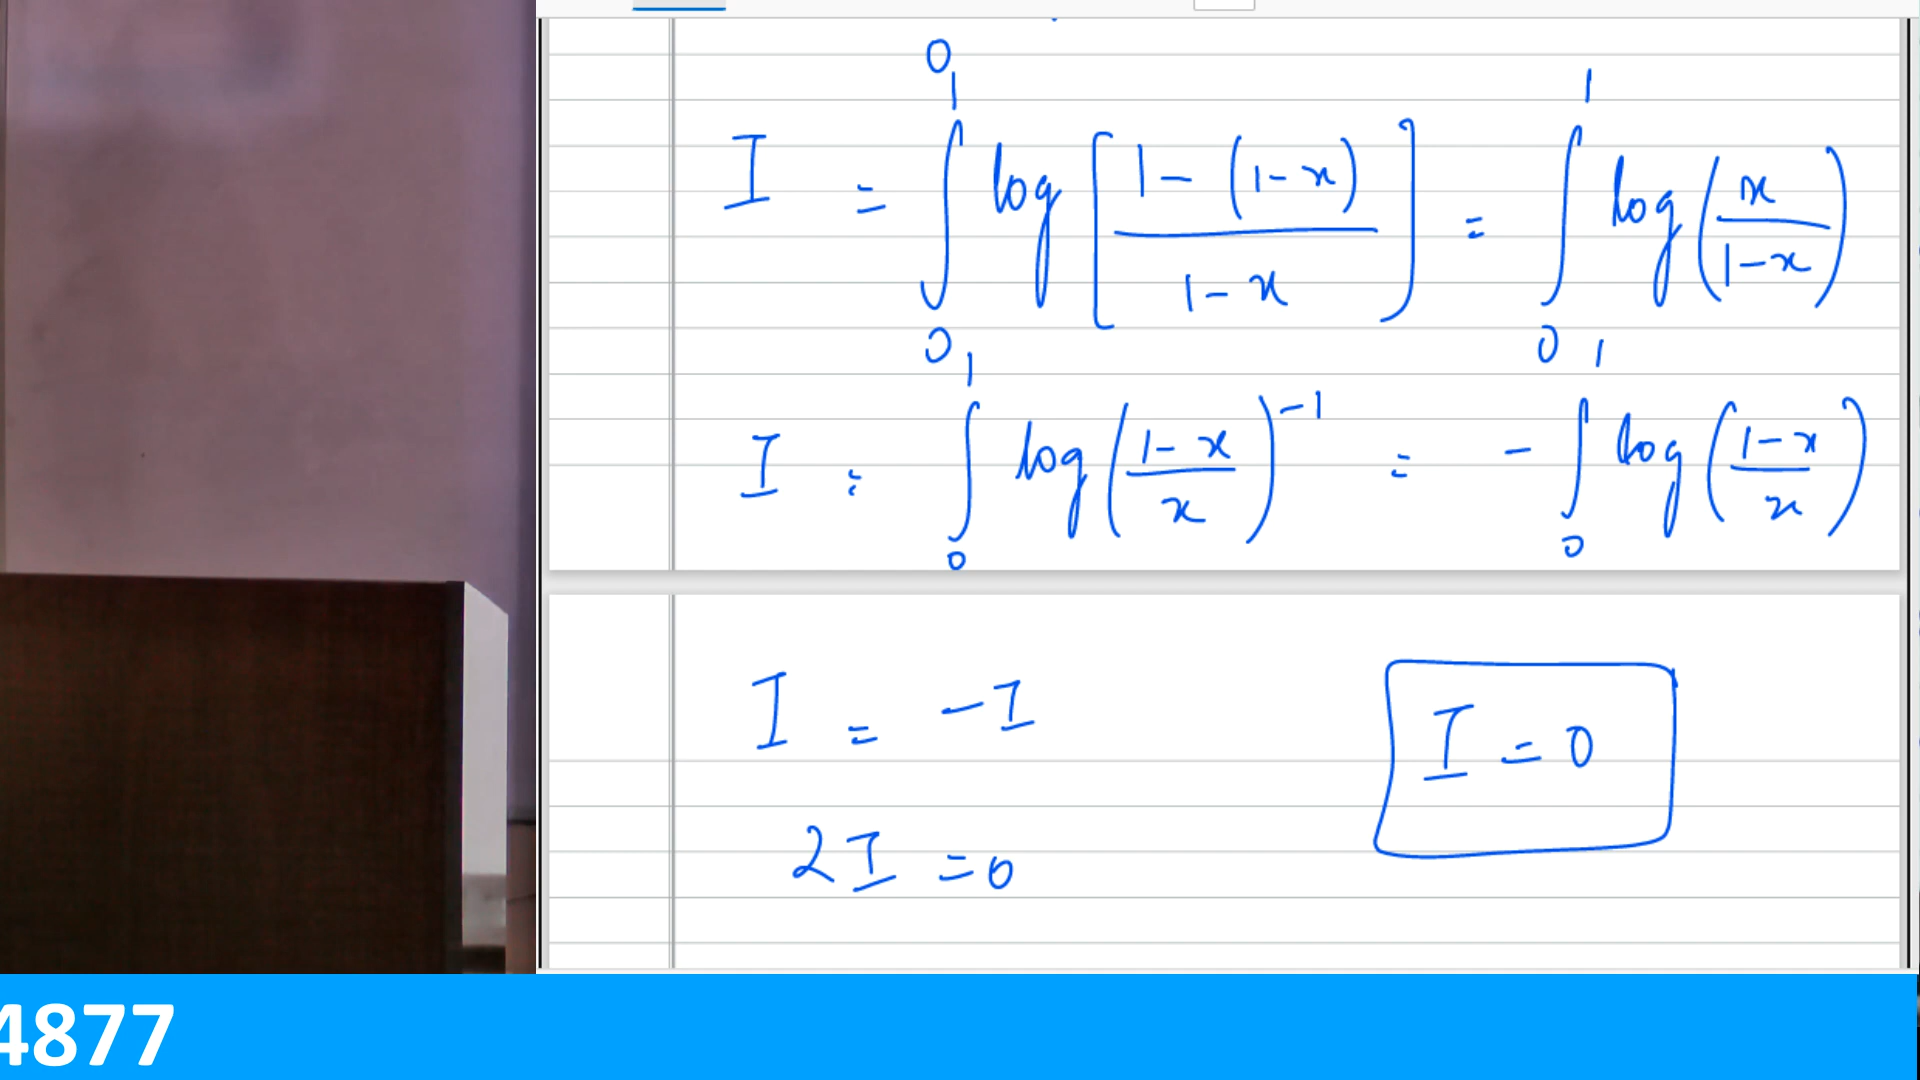 0
I = ∫₀¹ log [ (1 - (1 - x)) / (1 - x) ] = ∫₀¹ log ( x / (1 - x) )
I = ∫₀¹ log ( (1 - x) / x )⁻¹ = - ∫₀¹ log ( (1 - x) / x )
I = - I
I = 0
2I = 0
4877